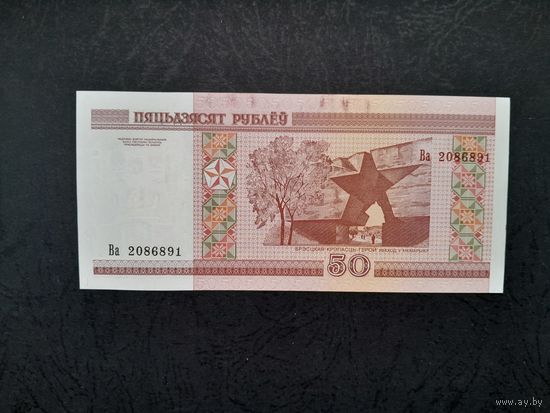 ПЯЦЬДЗЯСЯТ РУБЛЁЎ
Ва 2086891
Ва 2086891
БРЭСЦКАЯ КРЭПАСЦЬ-ГЕРОЙ
50
www.ay.by